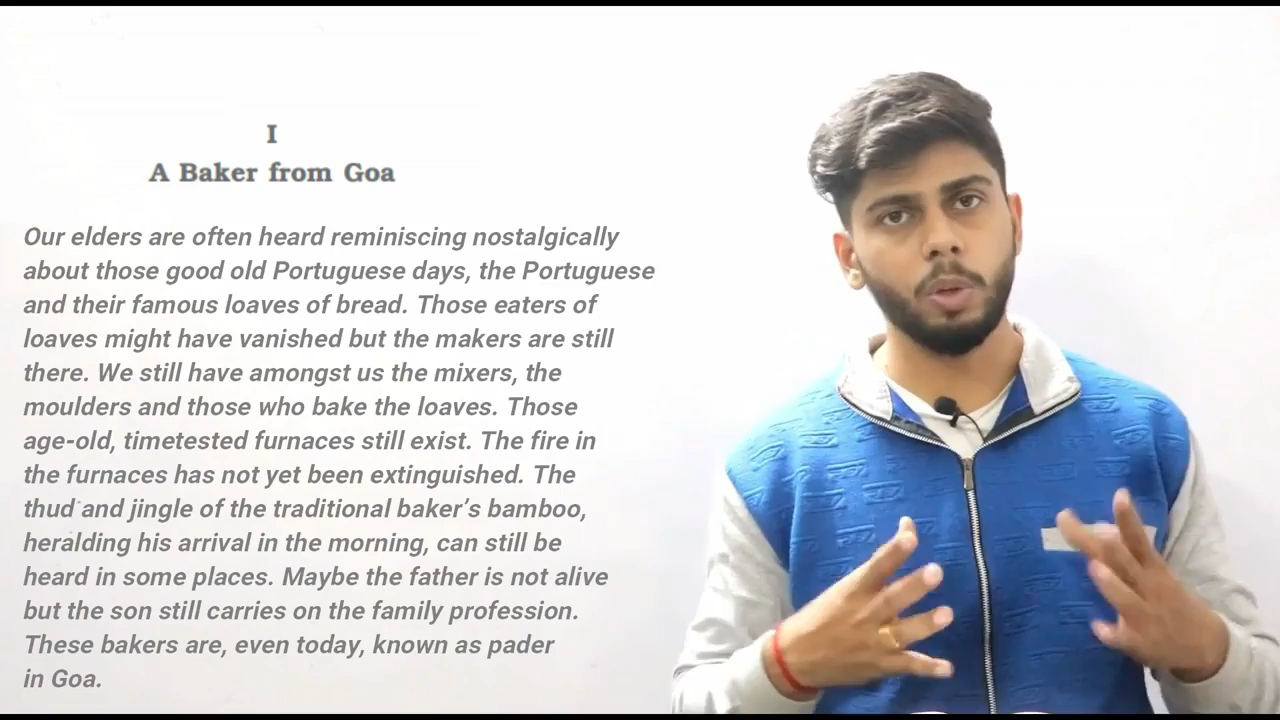 I
A Baker from Goa
Our elders are often heard reminiscing nostalgically
about those good old Portuguese days, the Portuguese
and their famous loaves of bread. Those eaters of
loaves might have vanished but the makers are still
there. We still have amongst us the mixers, the
moulders and those who bake the loaves. Those
age-old, timetested furnaces still exist. The fire in
the furnaces has not yet been extinguished. The
thud and jingle of the traditional baker's bamboo,
heralding his arrival in the morning, can still be
heard in some places. Maybe the father is not alive
but the son still carries on the family profession.
These bakers are, even today, known as pader
in Goa.